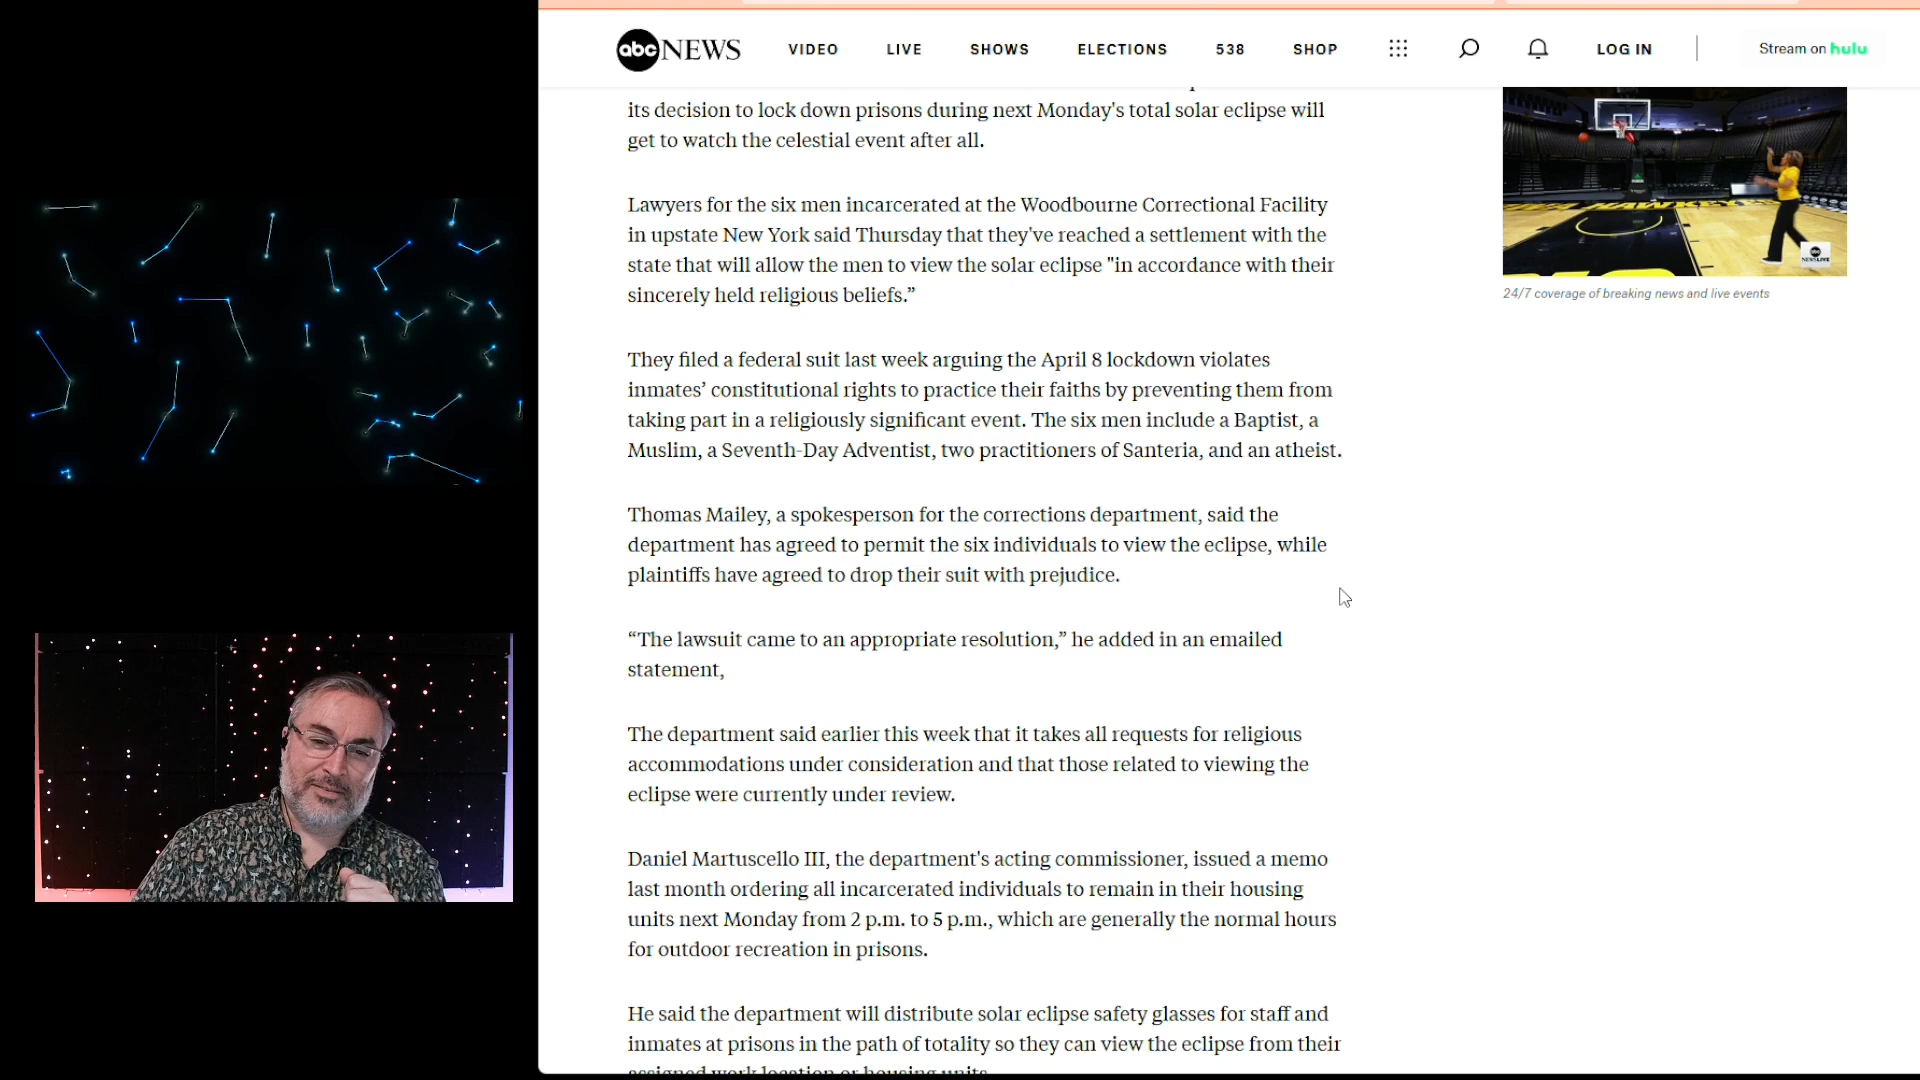 abc NEWS
VIDEO
LIVE
SHOWS
ELECTIONS
538
SHOP
LOG IN
Stream on hulu
its decision to lock down prisons during next Monday's total solar eclipse will
get to watch the celestial event after all.
Lawyers for the six men incarcerated at the Woodbourne Correctional Facility
in upstate New York said Thursday that they've reached a settlement with the
state that will allow the men to view the solar eclipse "in accordance with their
sincerely held religious beliefs.”
They filed a federal suit last week arguing the April 8 lockdown violates
inmates’ constitutional rights to practice their faiths by preventing them from
taking part in a religiously significant event. The six men include a Baptist, a
Muslim, a Seventh-Day Adventist, two practitioners of Santeria, and an atheist.
Thomas Mailey, a spokesperson for the corrections department, said the
department has agreed to permit the six individuals to view the eclipse, while
plaintiffs have agreed to drop their suit with prejudice.
“The lawsuit came to an appropriate resolution,” he added in an emailed
statement,
The department said earlier this week that it takes all requests for religious
accommodations under consideration and that those related to viewing the
eclipse were currently under review.
Daniel Martuscello III, the department's acting commissioner, issued a memo
last month ordering all incarcerated individuals to remain in their housing
units next Monday from 2 p.m. to 5 p.m., which are generally the normal hours
for outdoor recreation in prisons.
He said the department will distribute solar eclipse safety glasses for staff and
inmates at prisons in the path of totality so they can view the eclipse from their
assigned work location or housing units.
24/7 coverage of breaking news and live events